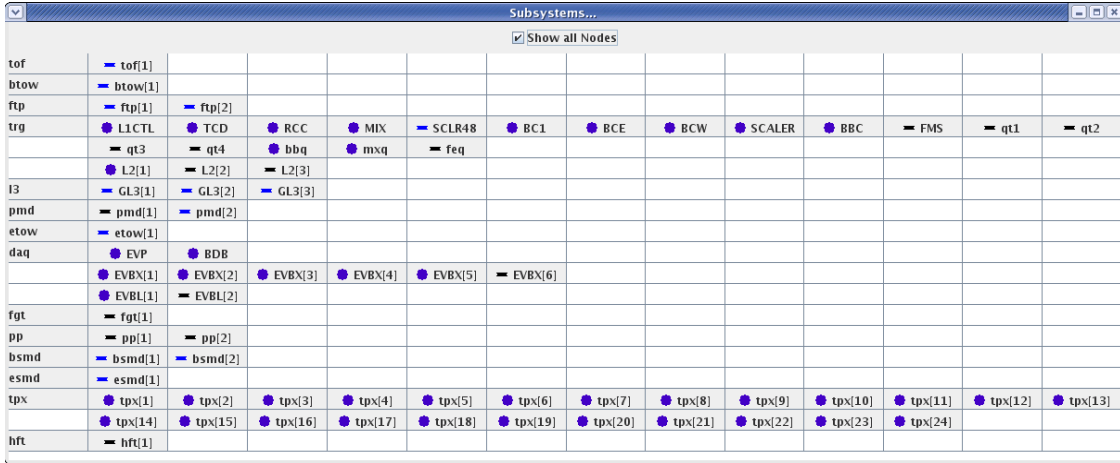 Subsystems...
Show all Nodes
tof tof[1]
btow btow[1]
ftp ftp[1] ftp[2]
trg L1CTL TCD RCC MIX SCLR48 BC1 BCE BCW SCALER BBC FMS qt1 qt2
qt3 qt4 bbq mxq feq
L2[1] L2[2] L2[3]
l3 GL3[1] GL3[2] GL3[3]
pmd pmd[1] pmd[2]
etow etow[1]
daq EVP BDB
EVBX[1] EVBX[2] EVBX[3] EVBX[4] EVBX[5] EVBX[6]
EVBL[1] EVBL[2]
fgt fgt[1]
pp pp[1] pp[2]
bsmd bsmd[1] bsmd[2]
esmd esmd[1]
tpx tpx[1] tpx[2] tpx[3] tpx[4] tpx[5] tpx[6] tpx[7] tpx[8] tpx[9] tpx[10] tpx[11] tpx[12] tpx[13]
tpx[14] tpx[15] tpx[16] tpx[17] tpx[18] tpx[19] tpx[20] tpx[21] tpx[22] tpx[23] tpx[24]
hft hft[1]